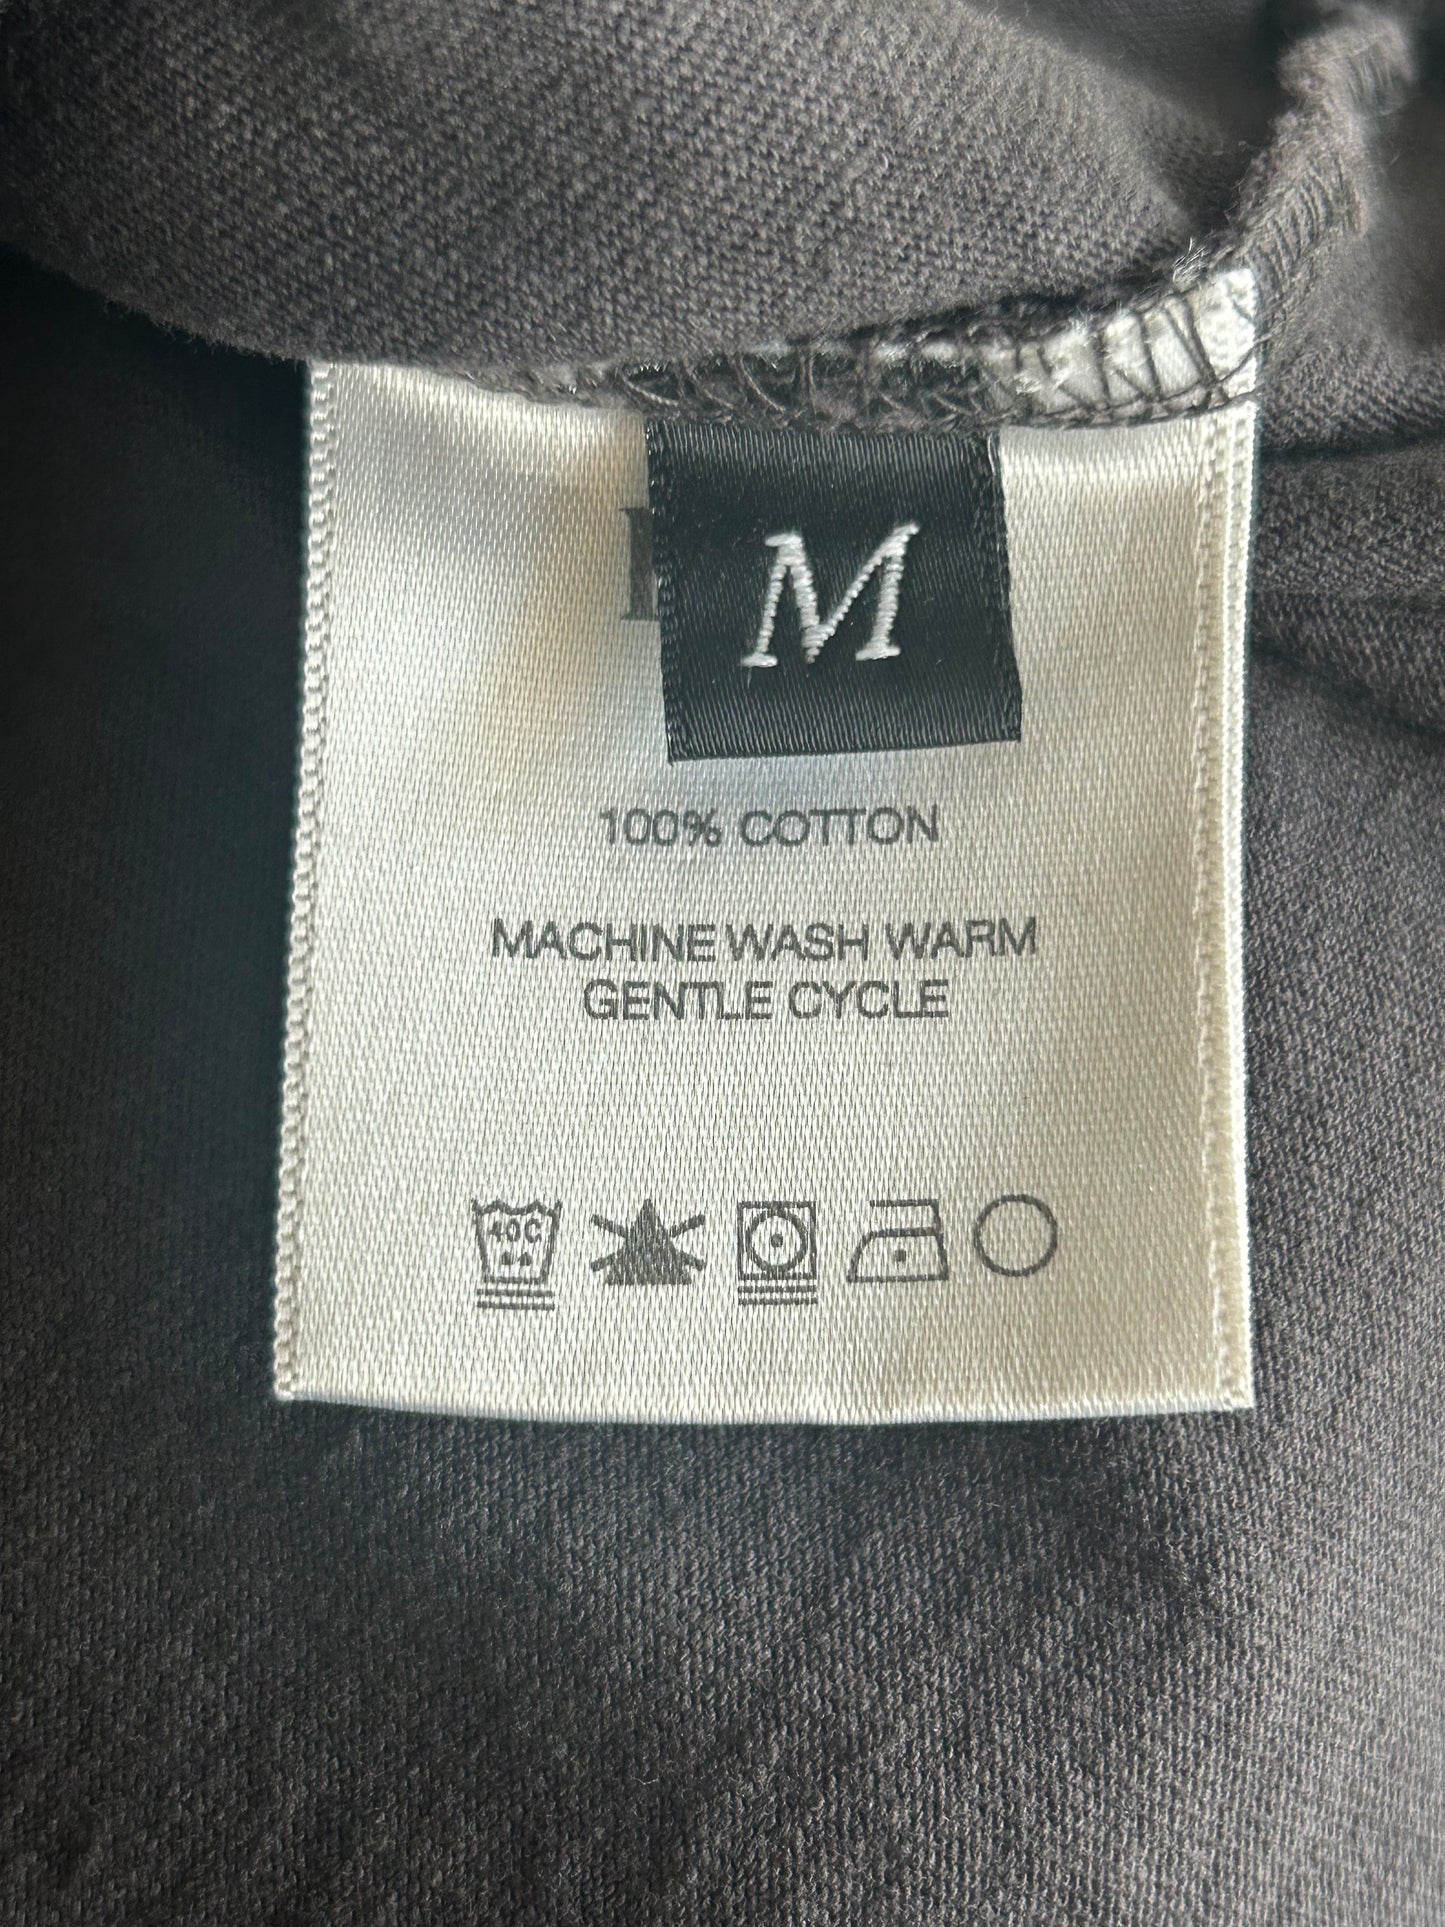 M
100% COTTON
MACHINE WASH WARM
GENTLE CYCLE
40C